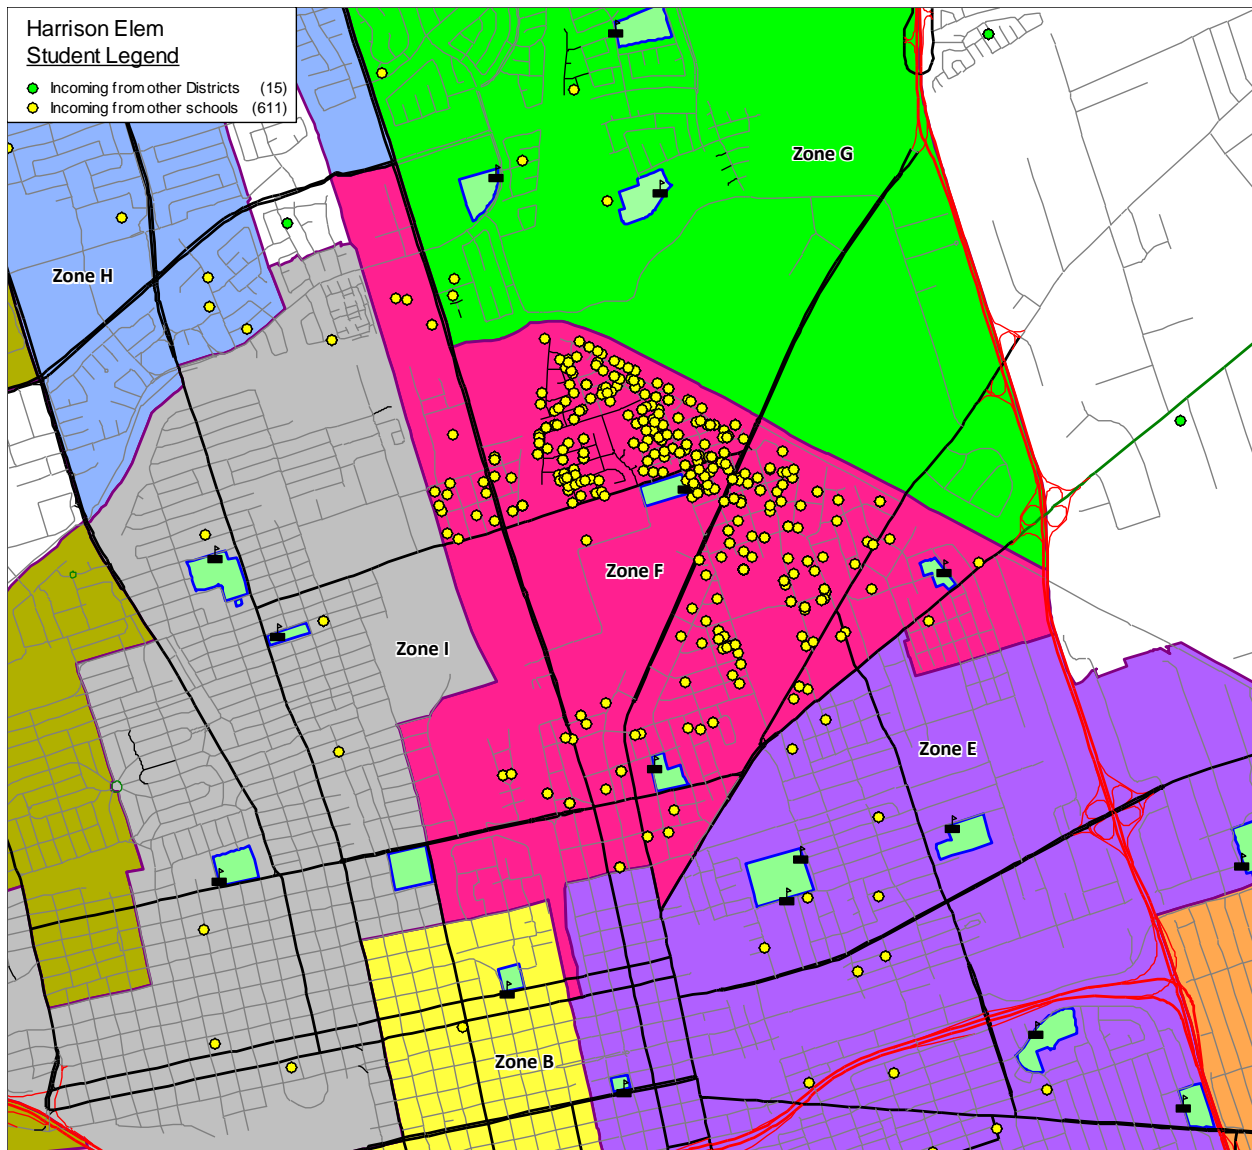 Harrison Elem
Student Legend
Incoming from other Districts (15)
Incoming from other schools (611)
Zone G
Zone H
Zone F
Zone I
Zone E
Zone B